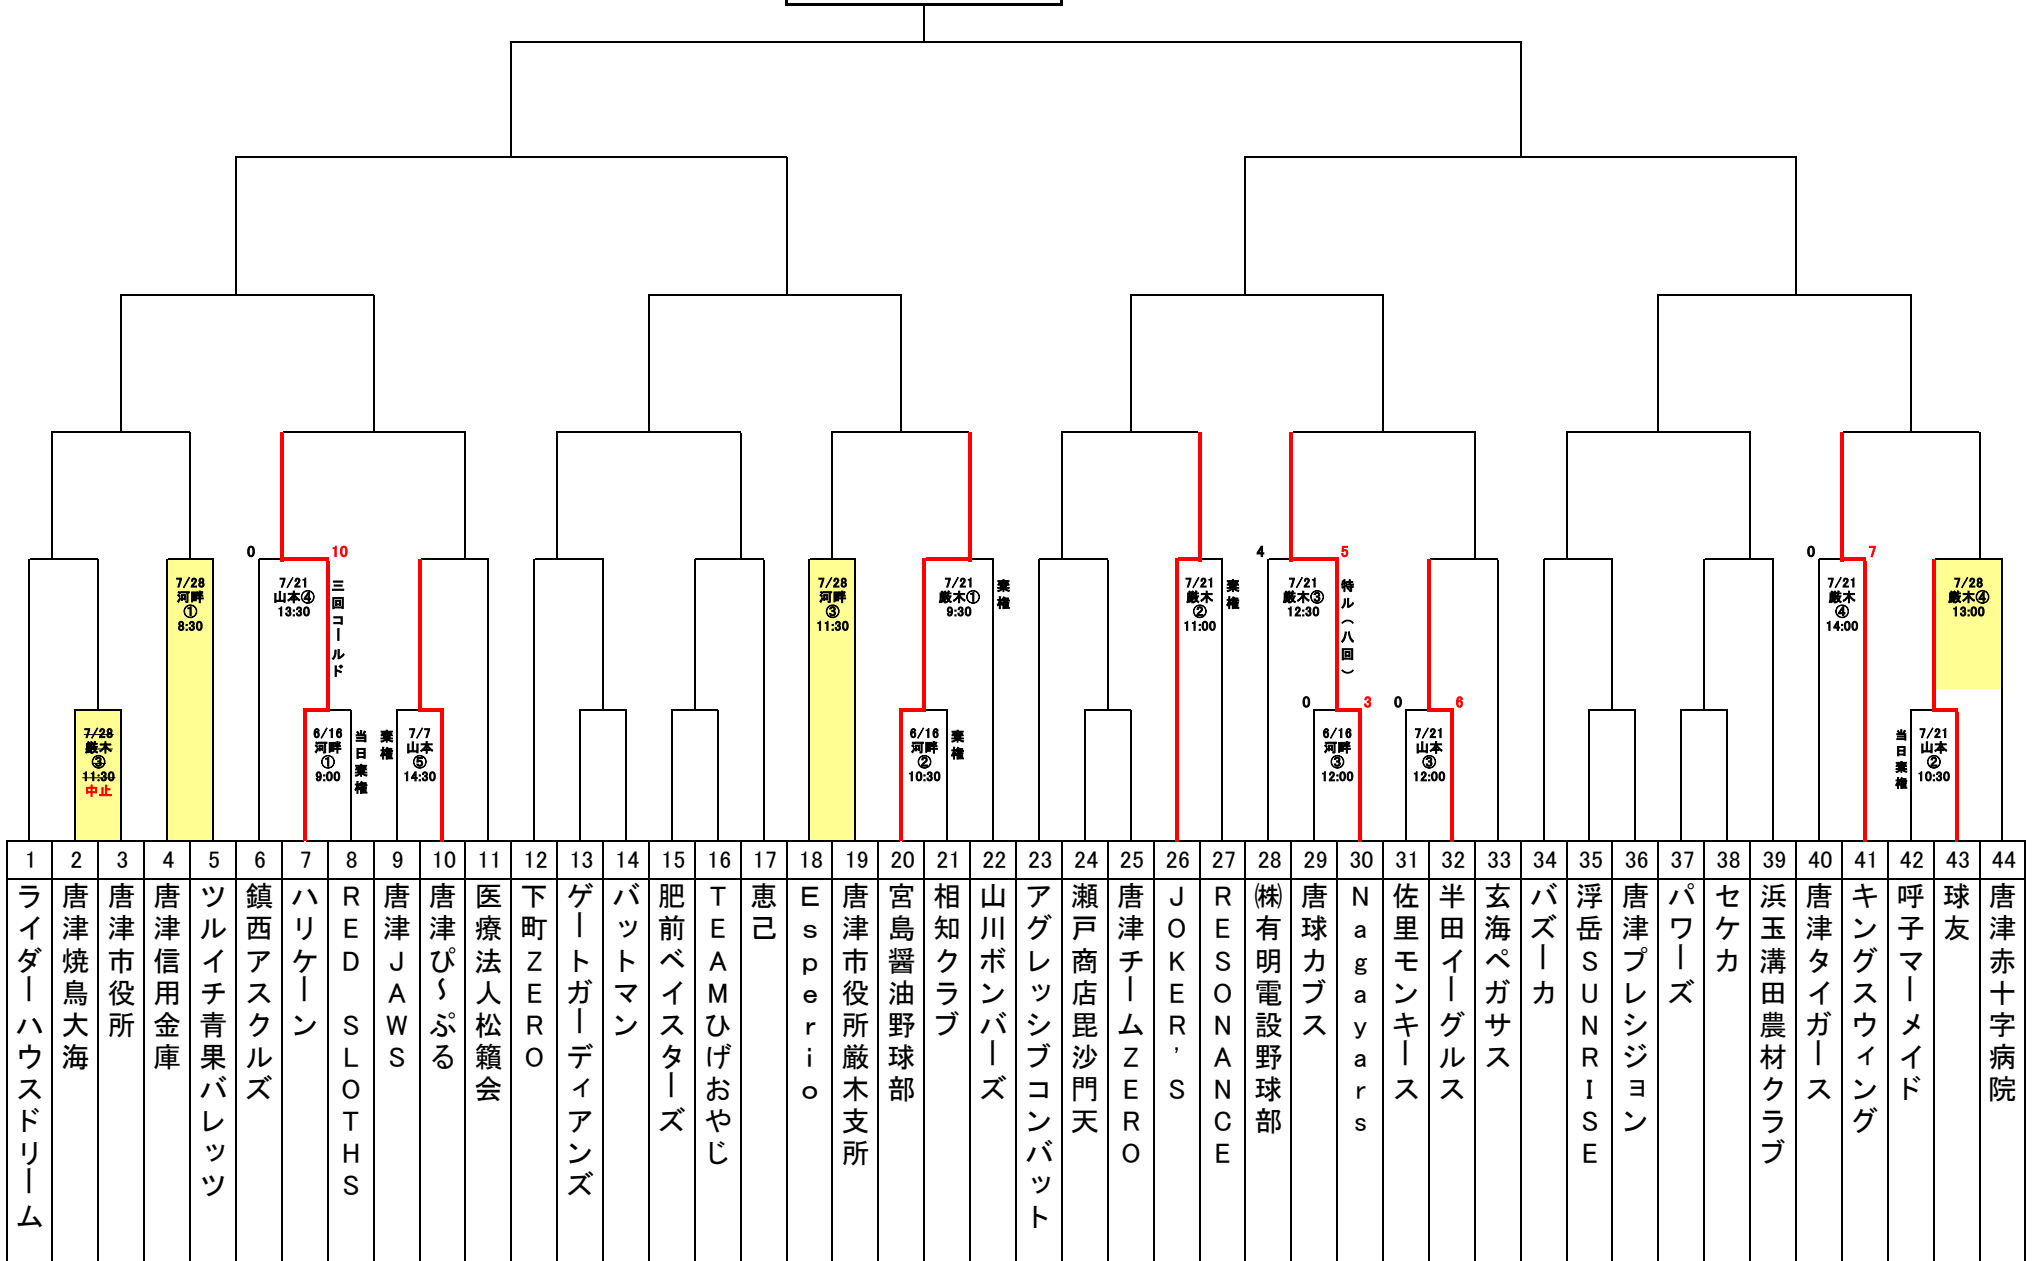 0
10
4
5
0
7
7/28
河畔
①
8:30
7/21
山本④
13:30
三回コールド
7/28
河畔
③
11:30
7/21
厳木①
9:30
棄権
7/21
厳木
②
11:00
棄権
7/21
厳木③
12:30
特ル(八回)
7/21
厳木
④
14:00
7/28
厳木④
13:00
0
3
0
6
7/28
厳木
③
11:30
中止
6/16
河畔
①
9:00
当日棄権
棄権
7/7
山本
⑤
14:30
6/16
河畔
②
10:30
棄権
6/16
河畔
③
12:00
7/21
山本
③
12:00
当日棄権
7/21
山本
②
10:30
1 2 3 4 5 6 7 8 9 10 11 12 13 14 15 16 17 18 19 20 21 22 23 24 25 26 27 28 29 30 31 32 33 34 35 36 37 38 39 40 41 42 43 44
ライダーハウスドリーム
唐津焼鳥大海
唐津市役所
唐津信用金庫
ツルイチ青果バレッツ
鎮西アスクルズ
ハリケーン
RED SLOTHS
唐津JAWS
唐津ぴ～ぷる
医療法人松籟会
下町ZERO
ゲートガーディアンズ
バットマン
肥前ベイスターズ
TEAMひげおやじ
恵己
Esperio
唐津市役所厳木支所
宮島醤油野球部
相知クラブ
山川ボンバーズ
アグレッシブコンバット
瀬戸商店毘沙門天
唐津チームZERO
JOKER’S
RESONANCE
㈱有明電設野球部
唐球カブス
Nagayars
佐里モンキース
半田イーグルス
玄海ペガサス
バズーカ
浮岳SUNRISE
唐津プレシジョン
パワーズ
セケカ
浜玉溝田農材クラブ
唐津タイガース
キングスウィング
呼子マーメイド
球友
唐津赤十字病院